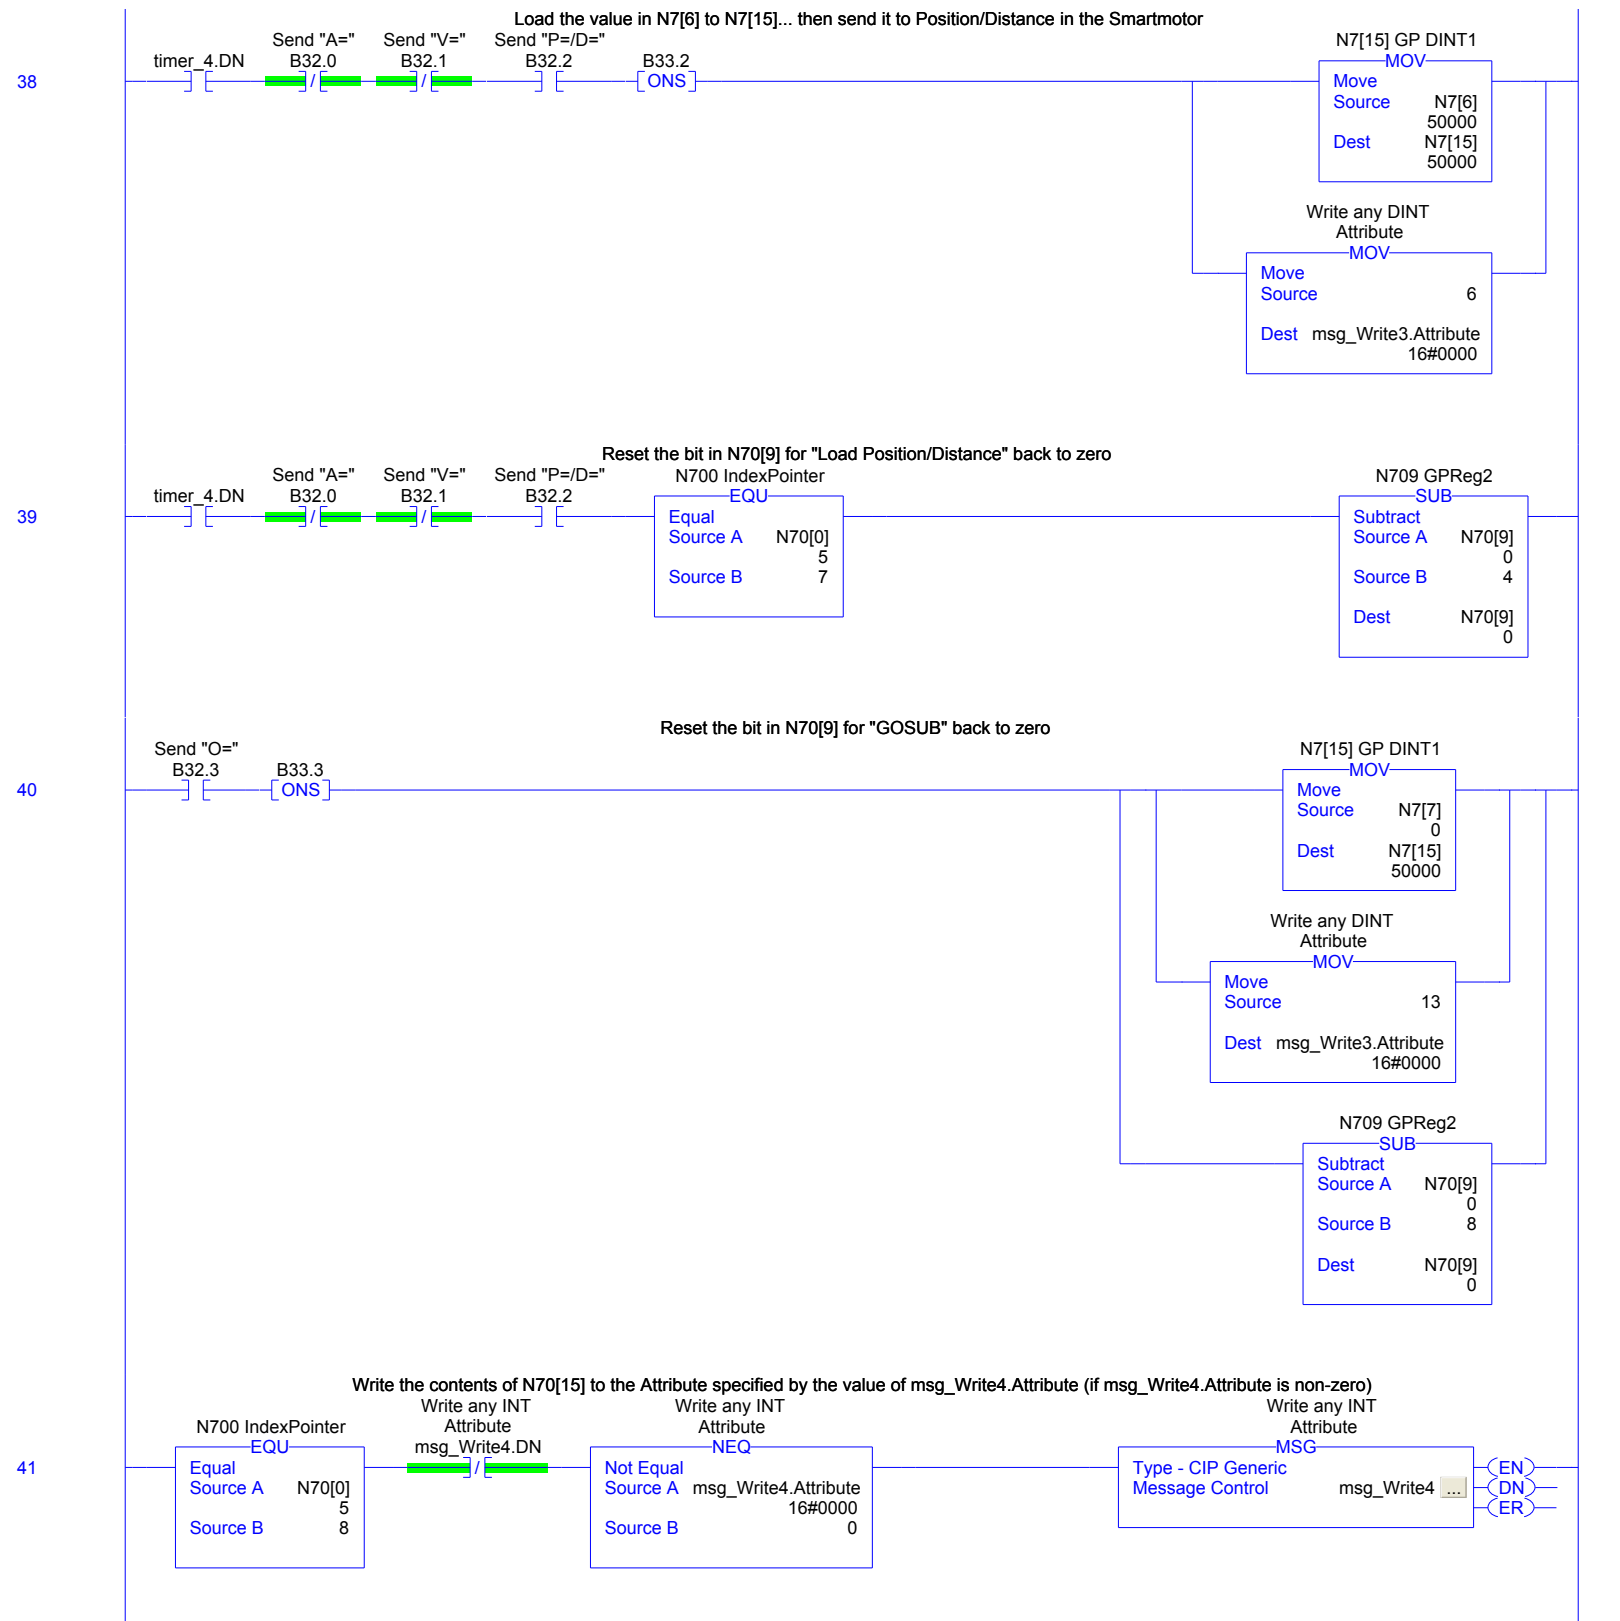 Load the value in N7[6] to N7[15]... then send it to Position/Distance in the Smartmotor
Send "A=" Send "V=" Send "P=/D=" N7[15] GP DINT1
timer_4.DN B32.0 B32.1 B32.2 B33.2 MOV
38 / / ONS Move
Source N7[6]
50000
Dest N7[15]
50000
Write any DINT
Attribute
MOV
Move
Source 6
Dest msg_Write3.Attribute
16#0000
Reset the bit in N70[9] for "Load Position/Distance" back to zero
Send "A=" Send "V=" Send "P=/D=" N700 IndexPointer N709 GPReg2
timer_4.DN B32.0 B32.1 B32.2 EQU SUB
39 / / Equal Subtract
Source A N70[0] Source A N70[9]
5 0
Source B 7 Source B 4
Dest N70[9]
0
Reset the bit in N70[9] for "GOSUB" back to zero
Send "O=" N7[15] GP DINT1
B32.3 B33.3 MOV
40 ONS Move
Source N7[7]
0
Dest N7[15]
50000
Write any DINT
Attribute
MOV
Move
Source 13
Dest msg_Write3.Attribute
16#0000
N709 GPReg2
SUB
Subtract
Source A N70[9]
0
Source B 8
Dest N70[9]
0
Write the contents of N70[15] to the Attribute specified by the value of msg_Write4.Attribute (if msg_Write4.Attribute is non-zero)
Write any INT Write any INT Write any INT
N700 IndexPointer Attribute Attribute Attribute
EQU msg_Write4.DN NEQ MSG
41 Equal / Not Equal Type - CIP Generic EN
Source A N70[0] Source A msg_Write4.Attribute Message Control msg_Write4 ... DN
5 16#0000 ER
Source B 8 Source B 0